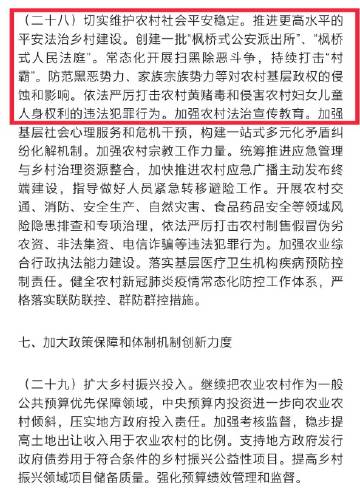 （二十八）切实维护农村社会平安稳定。推进更高水平的
平安法治乡村建设。创建一批“枫桥式公安派出所”、“枫桥
式人民法庭”。常态化开展扫黑除恶斗争，持续打击“村
霸”。防范黑恶势力、家族宗族势力等对农村基层政权的侵
蚀和影响。依法严厉打击农村黄赌毒和侵害农村妇女儿童
人身权利的违法犯罪行为。加强农村法治宣传教育。加强
基层社会心理服务和危机干预，构建一站式多元化矛盾纠
纷化解机制。加强农村宗教工作力量。统筹推进应急管理
与乡村治理资源整合，加快推进农村应急广播主动发布终
端建设，指导做好人员紧急转移避险工作。开展农村交
通、消防、安全生产、自然灾害、食品药品安全等领域风
险隐患排查和专项治理，依法严厉打击农村制售假冒伪劣
农资、非法集资、电信诈骗等违法犯罪行为。加强农业综
合行政执法能力建设。落实基层医疗卫生机构疾病预防控
制责任。健全农村新冠肺炎疫情常态化防控工作体系，严
格落实联防联控、群防群控措施。
七、加大政策保障和体制机制创新力度
（二十九）扩大乡村振兴投入。继续把农业农村作为一般
公共预算优先保障领域，中央预算内投资进一步向农业农
村倾斜，压实地方政府投入责任。加强考核监督，稳步提
高土地出让收入用于农业农村的比例。支持地方政府发行
政府债券用于符合条件的乡村振兴公益性项目。提高乡村
振兴领域项目储备质量。强化预算绩效管理和监督。